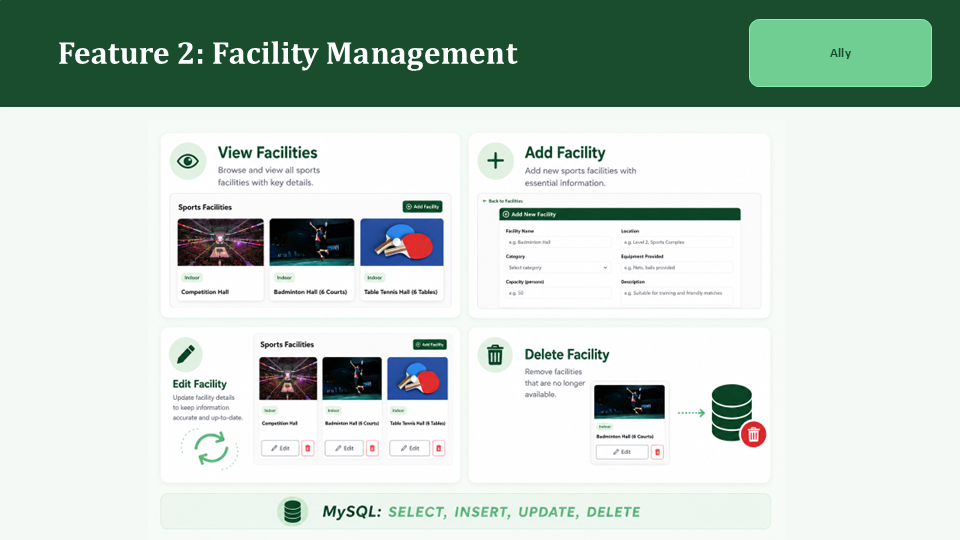 Feature 2: Facility Management
Ally
View Facilities
Browse and view all sports
facilities with key details.
Sports Facilities
Add Facility
Indoor
Competition Hall
Indoor
Badminton Hall (6 Courts)
Indoor
Table Tennis Hall (6 Tables)
Add Facility
Add new sports facilities with
essential information.
← Back to Facilities
Add New Facility
Facility Name
e.g. Badminton Hall
Location
e.g. Level 2, Sports Complex
Category
Select category
Equipment Provided
e.g. Nets, balls provided
Capacity (persons)
e.g. 50
Description
e.g. Suitable for training and friendly matches
Edit Facility
Update facility details
to keep information
accurate and up-to-date.
Sports Facilities
Add Facility
Indoor
Competition Hall
Edit
Indoor
Badminton Hall (6 Courts)
Edit
Indoor
Table Tennis Hall (6 Tables)
Edit
Delete Facility
Remove facilities
that are no longer
available.
Indoor
Badminton Hall (6 Courts)
Edit
MySQL: SELECT, INSERT, UPDATE, DELETE